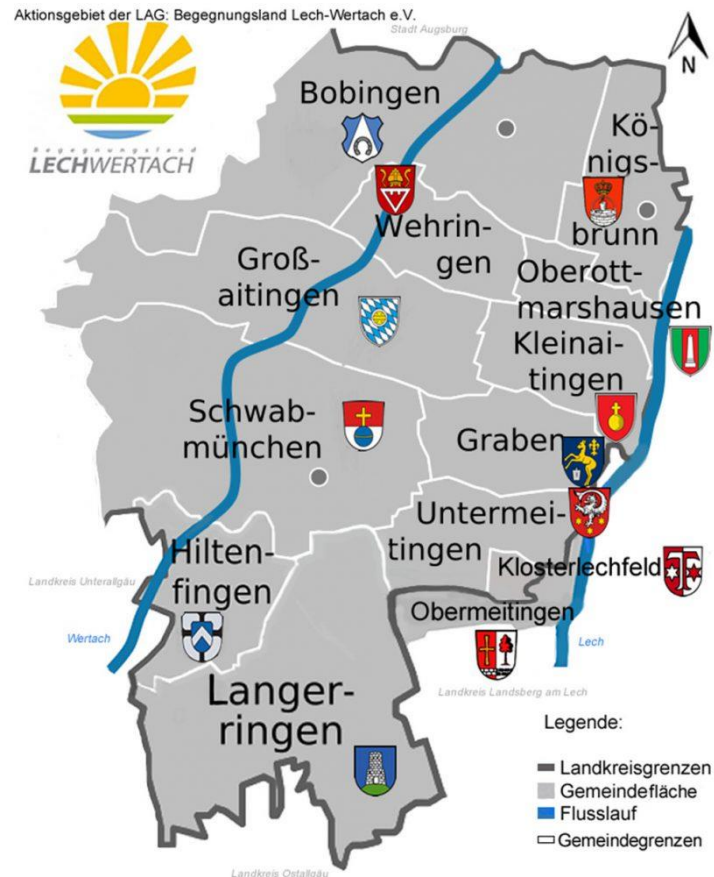 Aktionsgebiet der LAG: Begegnungsland Lech-Wertach e.V.
Stadt Augsburg
N
Begegnungsland
LECHWERTACH
Bobingen
Kö-
nigs-
brunn
Wehrin-
gen
Groß-
aitingen
Oberott-
marshausen
Kleinai-
tingen
Schwab-
münchen
Graben
Untermei-
tingen
Hilten-
fingen
Klosterlechfeld
Landkreis Unterallgäu
Obermeitingen
Wertach
Lech
Langer-
ringen
Landkreis Landsberg am Lech
Legende:
Landkreisgrenzen
Gemeindefläche
Flusslauf
Gemeindegrenzen
Landkreis Ostallgäu